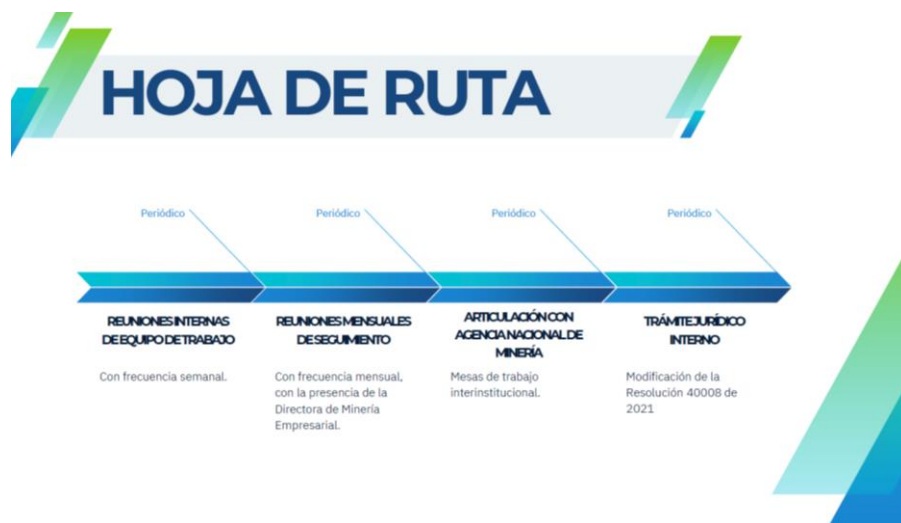 HOJA DE RUTA
Periódico
Periódico
Periódico
Periódico
REUNIONES INTERNAS
DE EQUIPO DE TRABAJO
Con frecuencia semanal.
REUNIONES MENSUALES
DE SEGUIMIENTO
Con frecuencia mensual,
con la presencia de la
Directora de Minería
Empresarial.
ARTICULACIÓN CON
AGENCIA NACIONAL DE
MINERÍA
Mesas de trabajo
interinstitucional.
TRÁMITE JURÍDICO
INTERNO
Modificación de la
Resolución 40008 de
2021